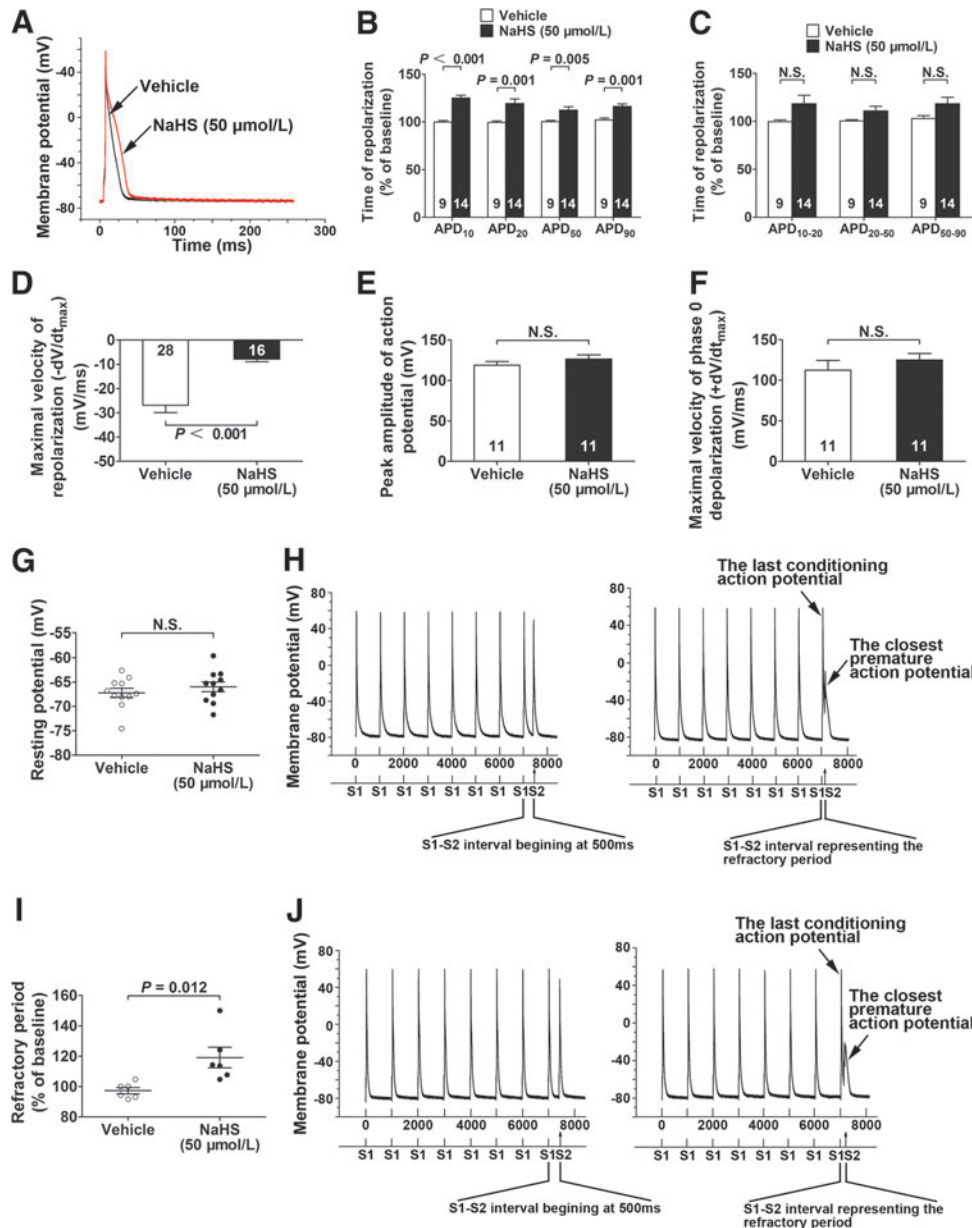 A
Membrane potential (mV)
-40
0
-40
-80
Vehicle
NaHS (50 μmol/L)
0
100
200
300
Time (ms)
B
Vehicle
NaHS (50 μmol/L)
P < 0.001
P = 0.001
P = 0.005
P = 0.001
Time of repolarization
(% of baseline)
150
100
50
0
9 14 9 14 9 14 9 14
APD10 APD20 APD50 APD90
C
Vehicle
NaHS (50 μmol/L)
N.S. N.S. N.S.
Time of repolarization
(% of baseline)
150
100
50
0
9 14 9 14 9 14
APD10-20 APD20-50 APD50-90
D
Maximal velocity of
repolarization (-dV/dtmax)
(mV/ms)
0
-10
-20
-30
-40
-50
28 16
P < 0.001
Vehicle NaHS
(50 μmol/L)
E
Peak amplitude of action
potential (mV)
150
100
50
0
N.S.
11 11
Vehicle NaHS
(50 μmol/L)
F
Maximal velocity of phase 0
depolarization (+dV/dtmax)
(mV/ms)
150
100
50
0
N.S.
11 11
Vehicle NaHS
(50 μmol/L)
G
Resting potential (mV)
-55
-60
-65
-70
-75
-80
N.S.
Vehicle NaHS
(50 μmol/L)
H
Membrane potential (mV)
80
40
0
-40
-80
0 2000 4000 6000 8000
S1 S1 S1 S1 S1 S1 S1 S1 S2
S1-S2 interval begining at 500ms
The last conditioning
action potential
The closest
premature
action potential
80
40
0
-40
-80
0 2000 4000 6000 8000
S1 S1 S1 S1 S1 S1 S1 S1 S2
S1-S2 interval representing the
refractory period
I
Refractory period
(% of baseline)
160
140
120
100
80
P = 0.012
Vehicle NaHS
(50 μmol/L)
J
Membrane potential (mV)
80
40
0
-40
-80
0 2000 4000 6000 8000
S1 S1 S1 S1 S1 S1 S1 S1 S2
S1-S2 interval begining at 500ms
The last conditioning
action potential
The closest
premature
action potential
80
40
0
-40
-80
0 2000 4000 6000 8000
S1 S1 S1 S1 S1 S1 S1 S1 S2
S1-S2 interval representing the
refractory period